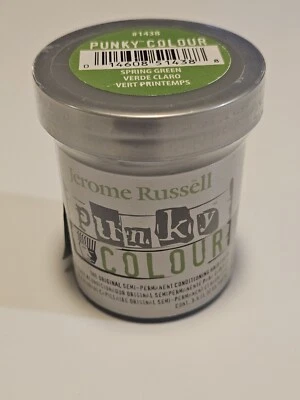 #1438
PUNKY COLOUR
0 14608 51438 8
SPRING GREEN
VERDE CLARO
VERT PRINTEMPS
Jerome Russell
punky
COLOUR
THE ORIGINAL SEMI-PERMANENT CONDITIONING